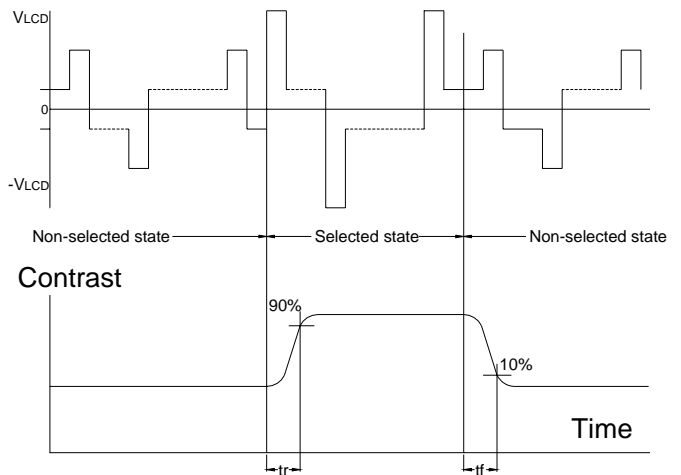 VLCD
0
-VLCD
Non-selected state
Selected state
Non-selected state
Contrast
90%
10%
Time
tr
tf